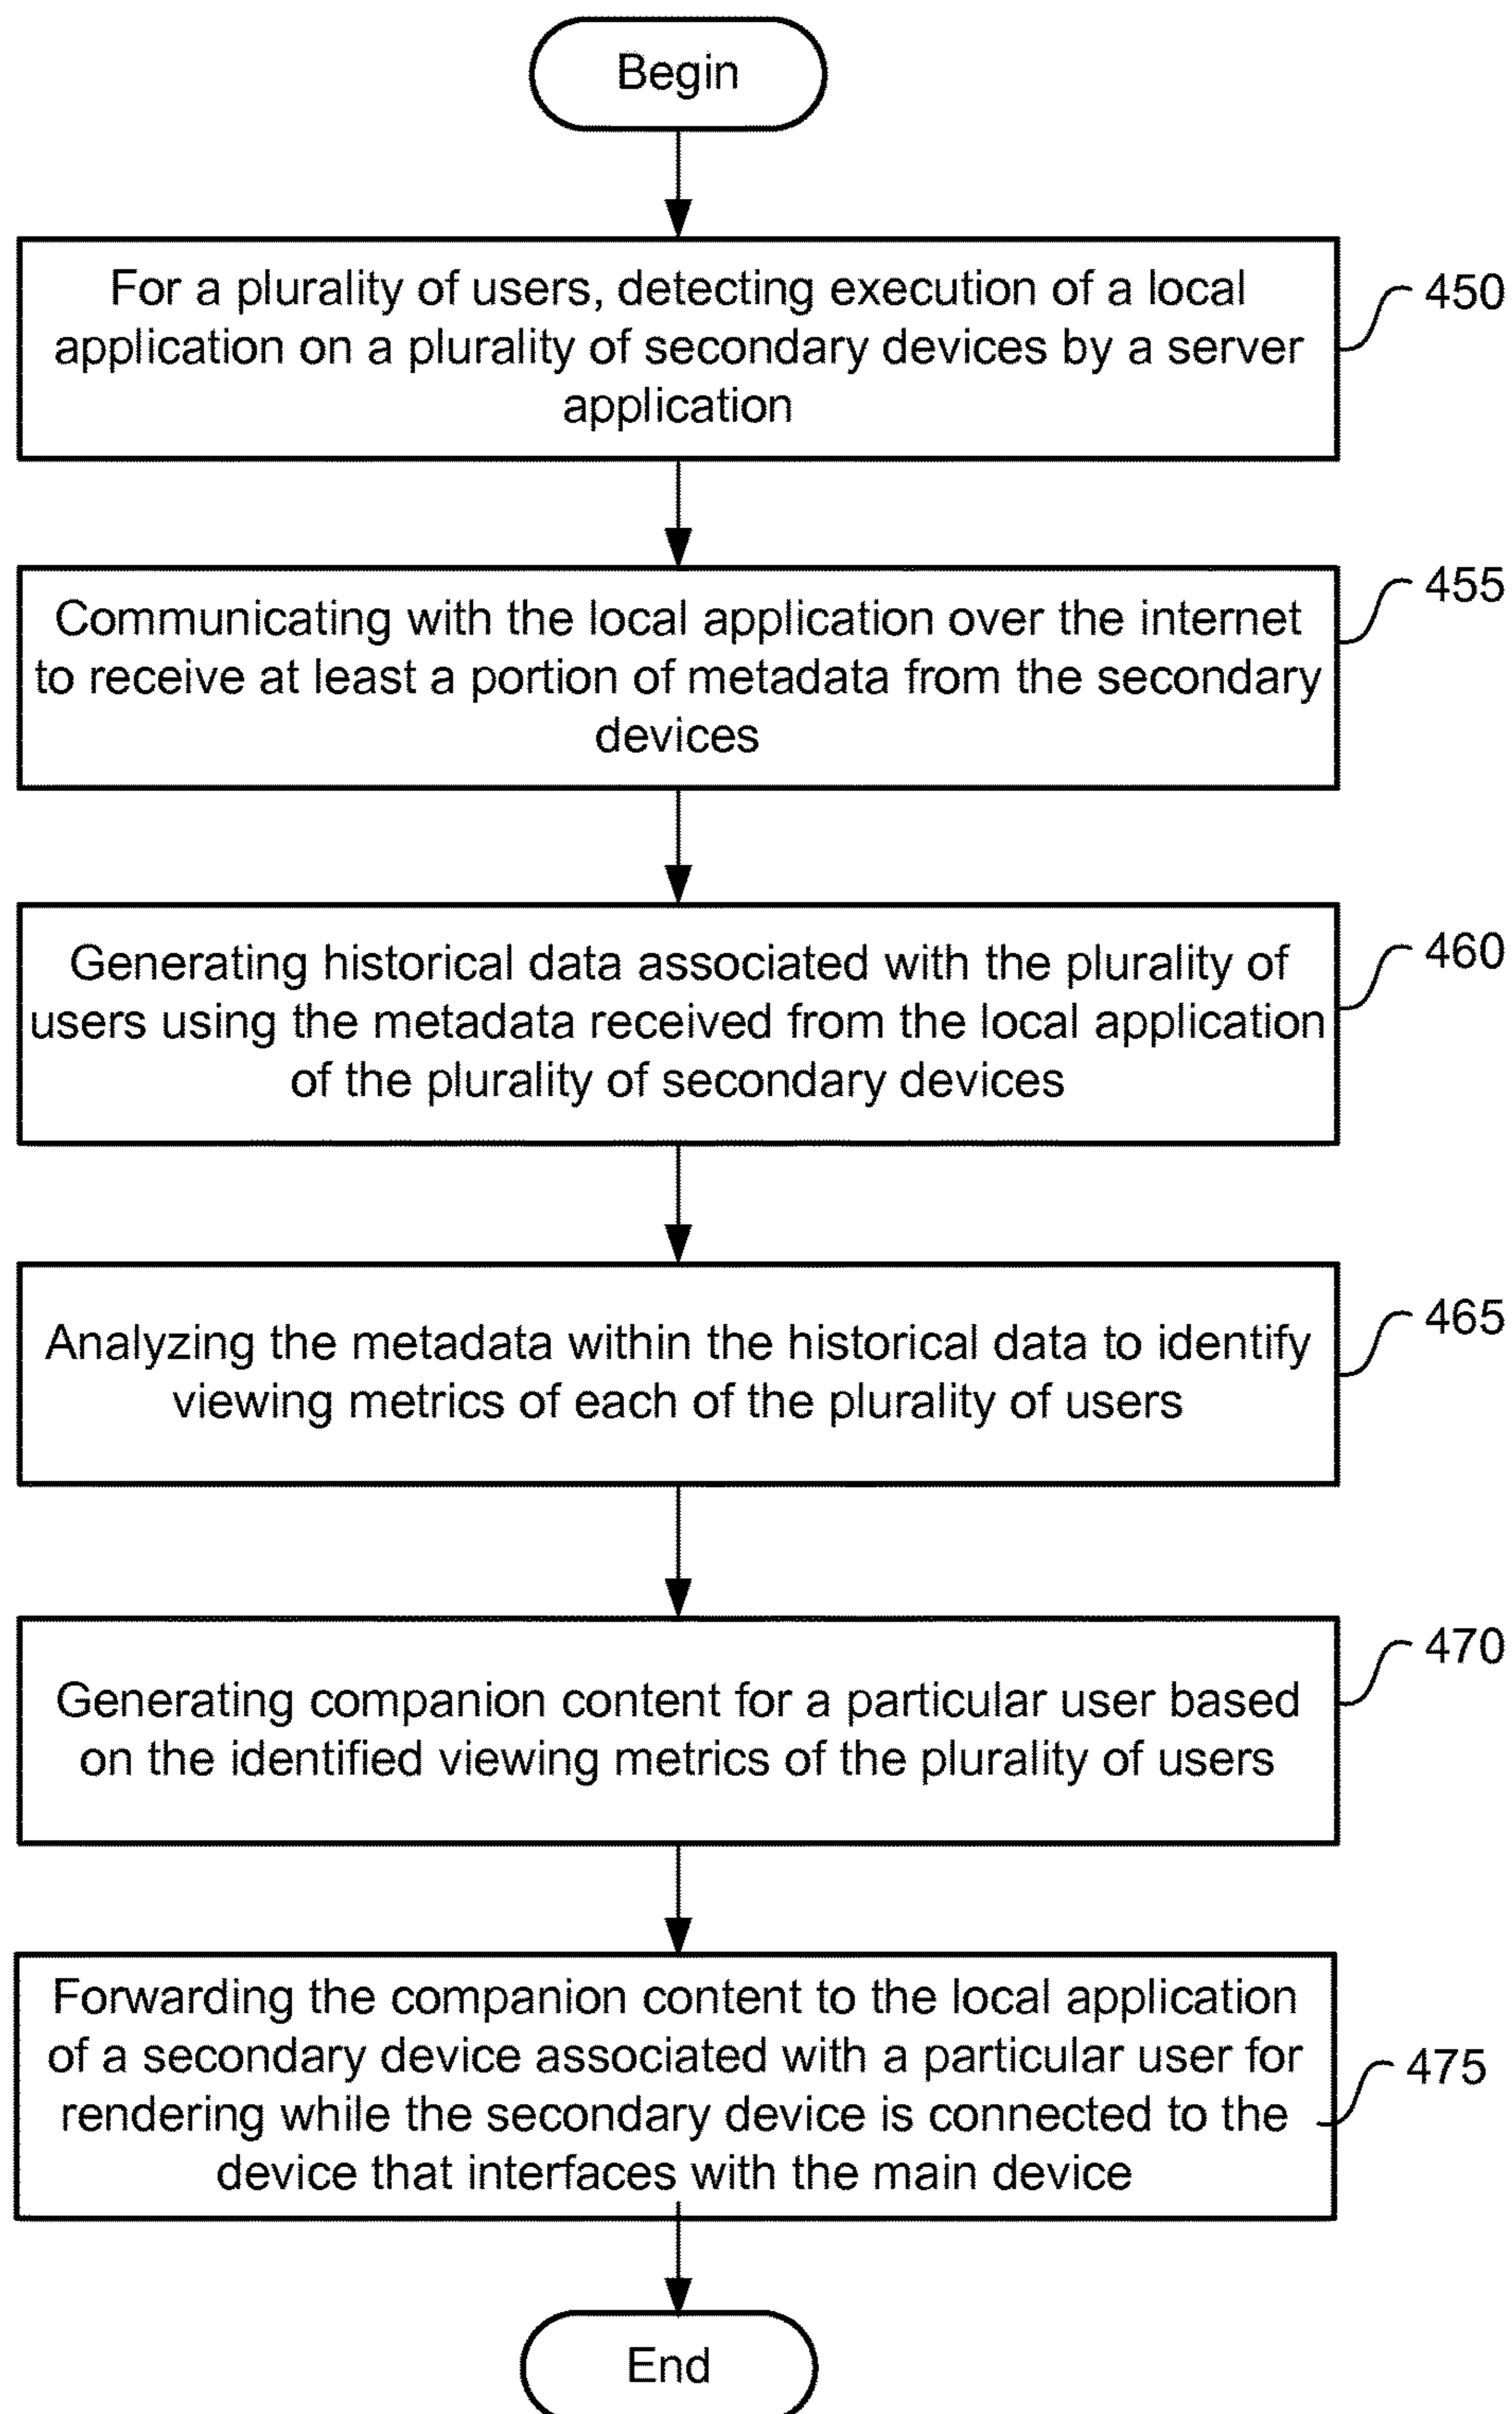 Begin
For a plurality of users, detecting execution of a local
application on a plurality of secondary devices by a server
application
450
Communicating with the local application over the internet
to receive at least a portion of metadata from the secondary
devices
455
Generating historical data associated with the plurality of
users using the metadata received from the local application
of the plurality of secondary devices
460
Analyzing the metadata within the historical data to identify
viewing metrics of each of the plurality of users
465
Generating companion content for a particular user based
on the identified viewing metrics of the plurality of users
470
Forwarding the companion content to the local application
of a secondary device associated with a particular user for
rendering while the secondary device is connected to the
device that interfaces with the main device
475
End